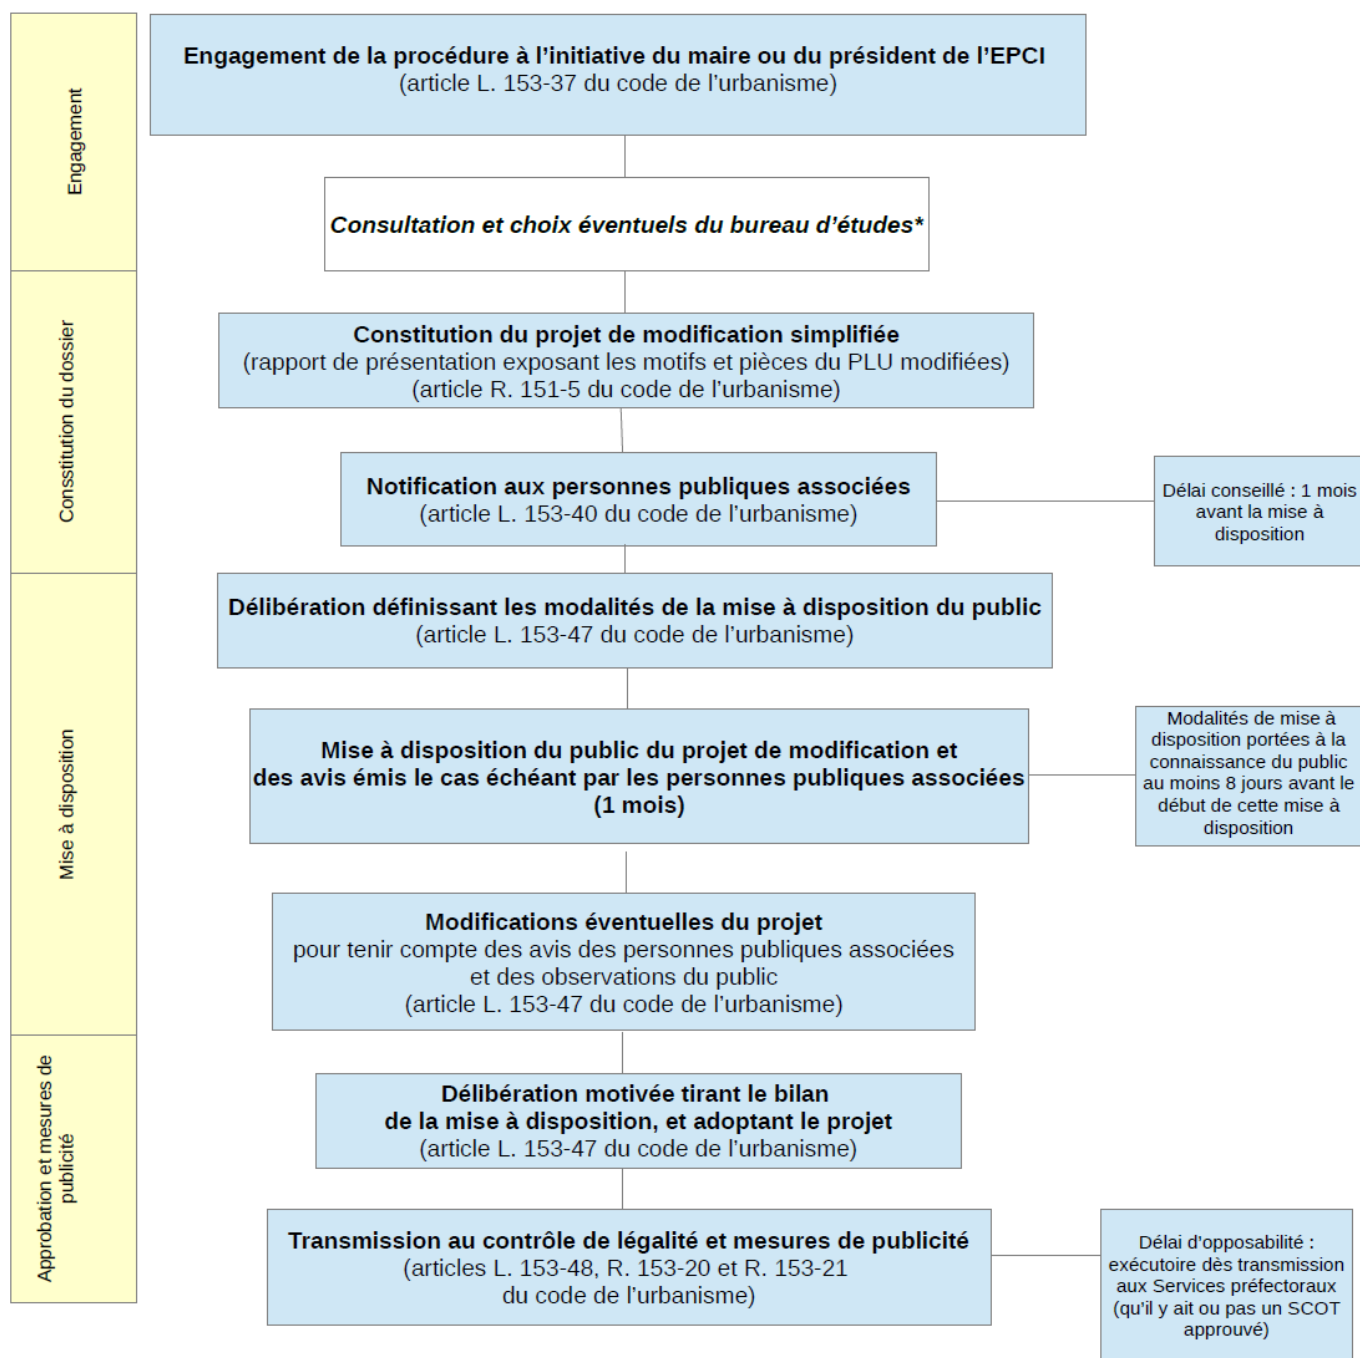 Engagement
Engagement de la procédure à l’initiative du maire ou du président de l’EPCI
(article L. 153-37 du code de l’urbanisme)
Consultation et choix éventuels du bureau d’études*
Consstitution du dossier
Constitution du projet de modification simplifiée
(rapport de présentation exposant les motifs et pièces du PLU modifiées)
(article R. 151-5 du code de l’urbanisme)
Notification aux personnes publiques associées
(article L. 153-40 du code de l’urbanisme)
Délai conseillé : 1 mois
avant la mise à
disposition
Mise à disposition
Délibération définissant les modalités de la mise à disposition du public
(article L. 153-47 du code de l’urbanisme)
Mise à disposition du public du projet de modification et
des avis émis le cas échéant par les personnes publiques associées
(1 mois)
Modalités de mise à
disposition portées à la
connaissance du public
au moins 8 jours avant le
début de cette mise à
disposition
Modifications éventuelles du projet
pour tenir compte des avis des personnes publiques associées
et des observations du public
(article L. 153-47 du code de l’urbanisme)
Approbation et mesures de
publicité
Délibération motivée tirant le bilan
de la mise à disposition, et adoptant le projet
(article L. 153-47 du code de l’urbanisme)
Transmission au contrôle de légalité et mesures de publicité
(articles L. 153-48, R. 153-20 et R. 153-21
du code de l’urbanisme)
Délai d’opposabilité :
exécutoire dès transmission
aux Services préfectoraux
(qu’il y ait ou pas un SCOT
approuvé)